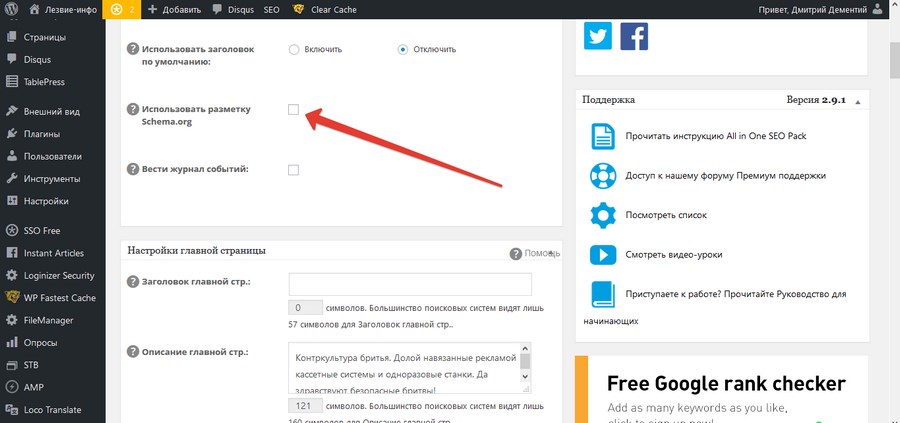 Лезвие-инфо
2
Добавить
Disqus
SEO
Clear Cache
Привет, Дмитрий Дементий
Страницы
Disqus
TablePress
Внешний вид
Плагины
Пользователи
Инструменты
Настройки
SSO Free
Instant Articles
Loginizer Security
WP Fastest Cache
FileManager
Опросы
STB
AMP
Loco Translate
Использовать заголовок
по умолчанию:
Включить
Отключить
Использовать разметку
Schema.org
Вести журнал событий:
Настройки главной страницы
Помощь
Заголовок главной стр.:
0 символов. Большинство поисковых систем видят лишь
57 символов для Заголовок главной стр..
Описание главной стр.:
Контркультура бритья. Долой навязанные рекламой
кассетные системы и одноразовые станки. Да
здравствуют безопасные бритвы!
121 символов. Большинство поисковых систем видят лишь
160 символов для Описание главной стр..
Поддержка
Версия 2.9.1
Прочитать инструкцию All in One SEO Pack
Доступ к нашему форуму Премиум поддержки
Посмотреть список
Смотреть видео-уроки
Приступаете к работе? Прочитайте Руководство для
начинающих
Free Google rank checker
Add as many keywords as you like,
click to sign up now!